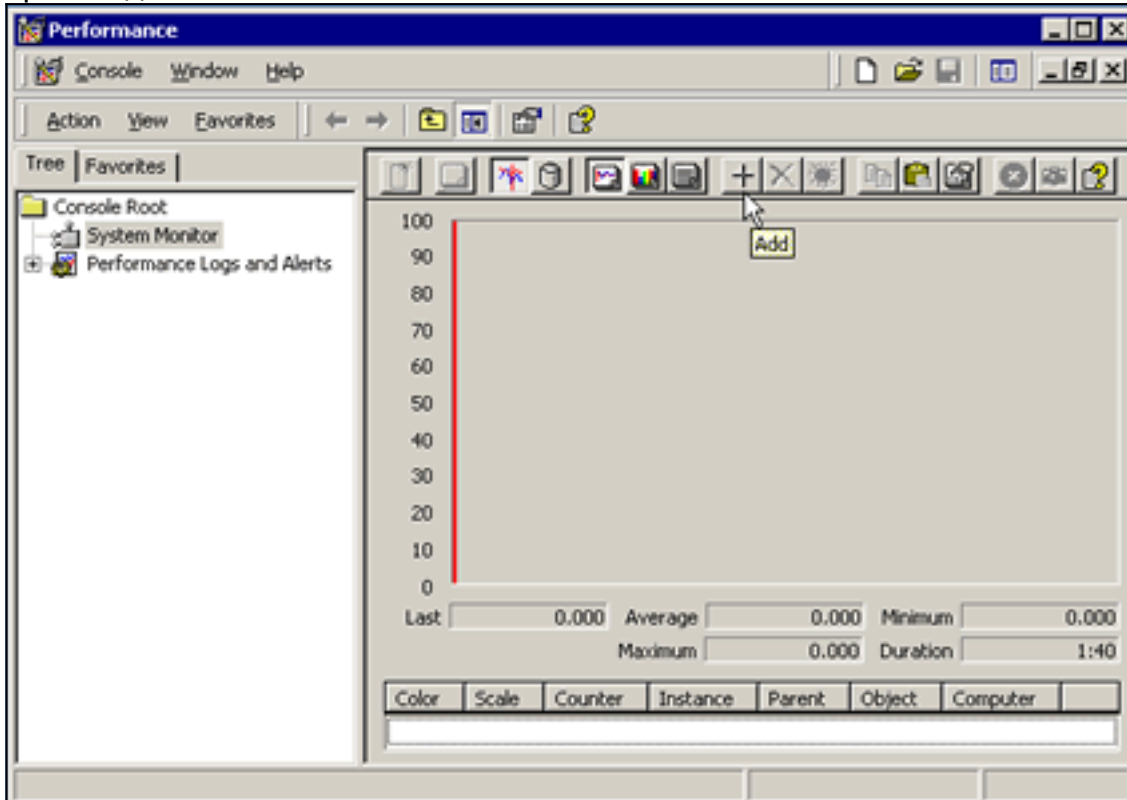 Performance
Console Window Help
Action View Favorites
Tree Favorites
Console Root
System Monitor
Performance Logs and Alerts
Add
100
90
80
70
60
50
40
30
20
10
0
Last 0.000 Average 0.000 Minimum 0.000
Maximum 0.000 Duration 1:40
Color Scale Counter Instance Parent Object Computer